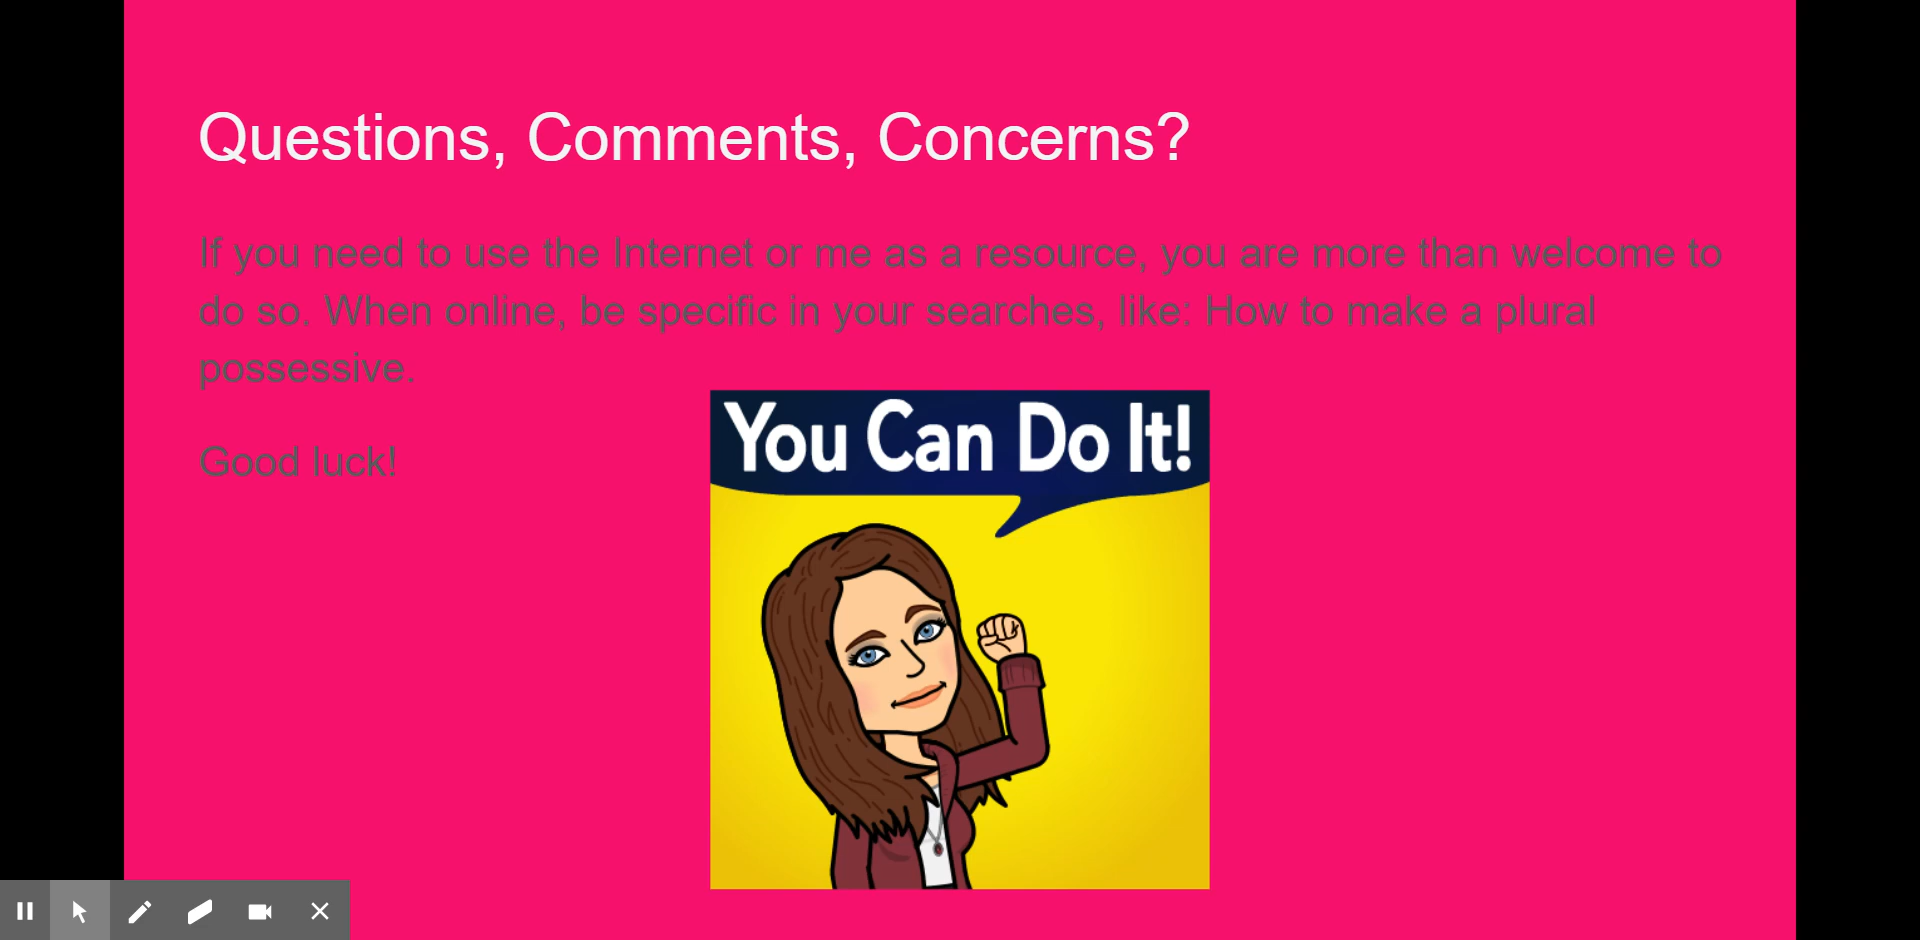 Questions, Comments, Concerns?
If you need to use the Internet or me as a resource, you are more than welcome to
do so. When online, be specific in your searches, like: How to make a plural
possessive.
Good luck!
You Can Do It!